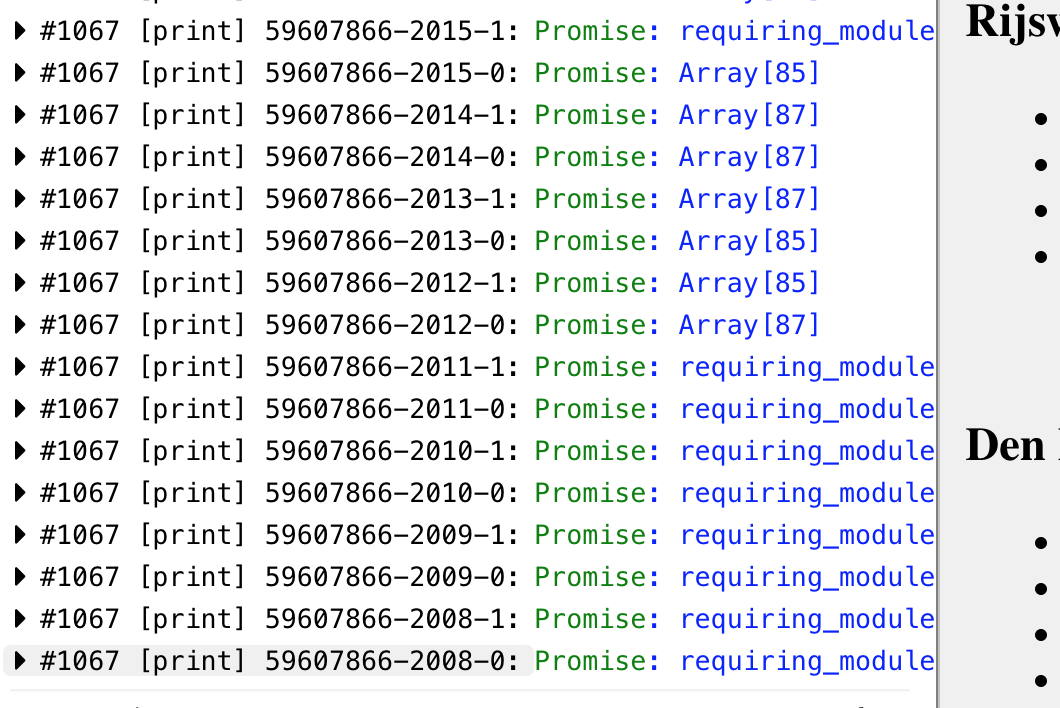 #1067 [print] 59607866-2015-1: Promise: requiring_module
#1067 [print] 59607866-2015-0: Promise: Array[85]
#1067 [print] 59607866-2014-1: Promise: Array[87]
#1067 [print] 59607866-2014-0: Promise: Array[87]
#1067 [print] 59607866-2013-1: Promise: Array[87]
#1067 [print] 59607866-2013-0: Promise: Array[85]
#1067 [print] 59607866-2012-1: Promise: Array[85]
#1067 [print] 59607866-2012-0: Promise: Array[87]
#1067 [print] 59607866-2011-1: Promise: requiring_module
#1067 [print] 59607866-2011-0: Promise: requiring_module
#1067 [print] 59607866-2010-1: Promise: requiring_module
#1067 [print] 59607866-2010-0: Promise: requiring_module
#1067 [print] 59607866-2009-1: Promise: requiring_module
#1067 [print] 59607866-2009-0: Promise: requiring_module
#1067 [print] 59607866-2008-1: Promise: requiring_module
#1067 [print] 59607866-2008-0: Promise: requiring_module
Den